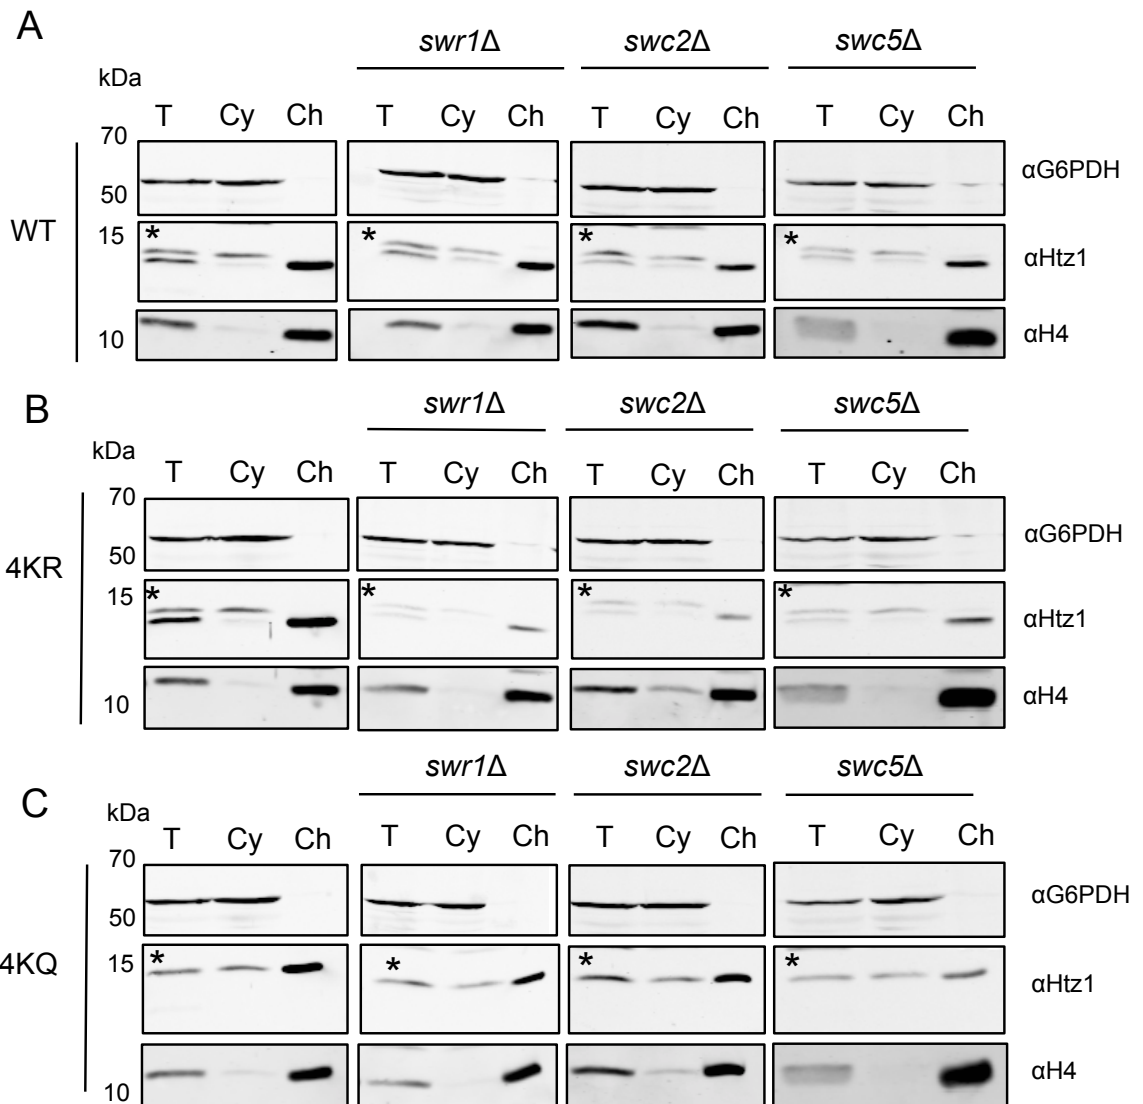 A
swr1Δ swc2Δ swc5Δ
kDa
T Cy Ch T Cy Ch T Cy Ch T Cy Ch
70
αG6PDH
50
WT
15 * * * *
αHtz1
αH4
10
B
swr1Δ swc2Δ swc5Δ
kDa
T Cy Ch T Cy Ch T Cy Ch T Cy Ch
70
αG6PDH
50
4KR
15 * * * *
αHtz1
αH4
10
C
swr1Δ swc2Δ swc5Δ
kDa
T Cy Ch T Cy Ch T Cy Ch T Cy Ch
70
αG6PDH
50
4KQ
15 * * * *
αHtz1
αH4
10